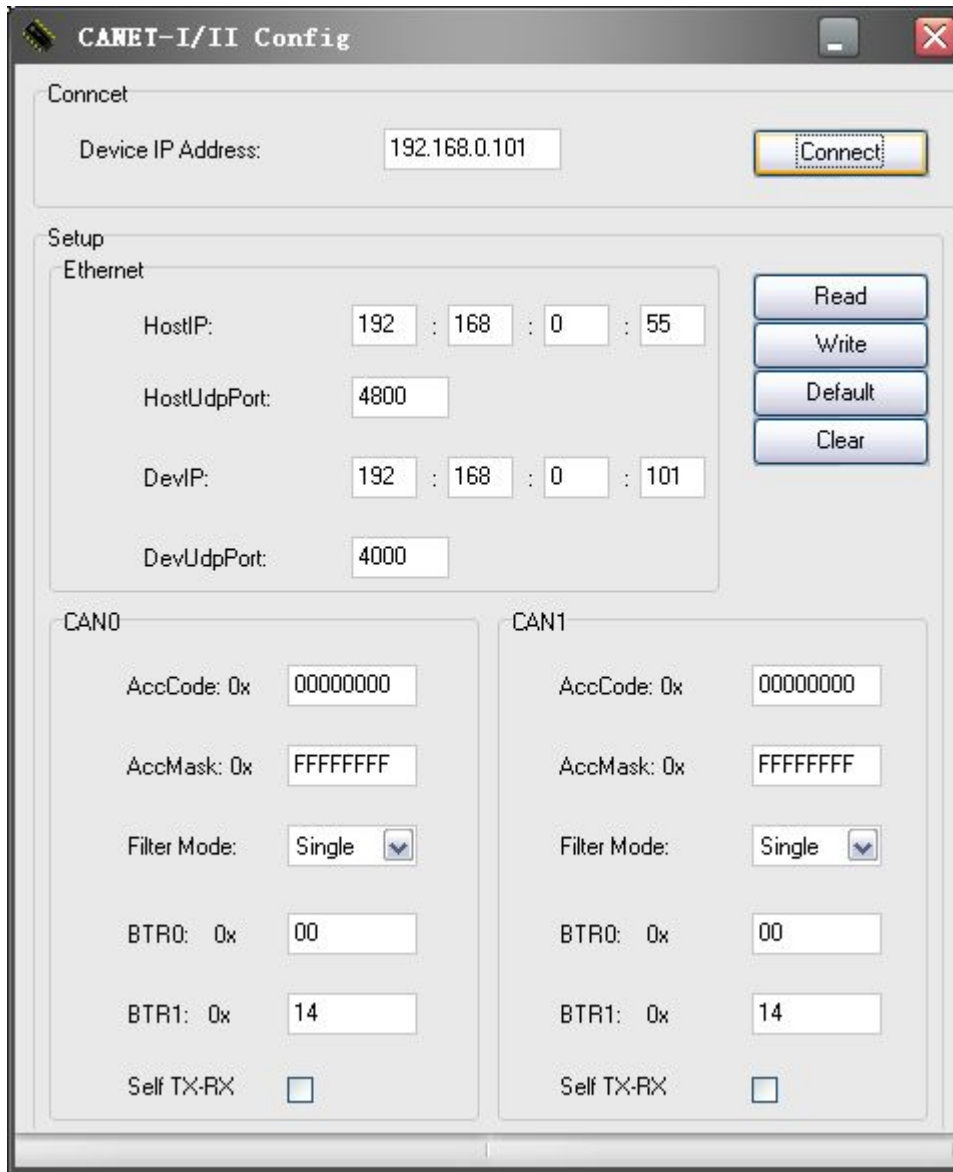 CANET-I/II Config
Conncet
Device IP Address: 192.168.0.101 Connect
Setup
Ethernet
HostIP: 192 : 168 : 0 : 55
HostUdpPort: 4800
DevIP: 192 : 168 : 0 : 101
DevUdpPort: 4000
Read
Write
Default
Clear
CAN0
AccCode: 0x 00000000
AccMask: 0x FFFFFFFF
Filter Mode: Single
BTR0: 0x 00
BTR1: 0x 14
Self TX-RX
CAN1
AccCode: 0x 00000000
AccMask: 0x FFFFFFFF
Filter Mode: Single
BTR0: 0x 00
BTR1: 0x 14
Self TX-RX